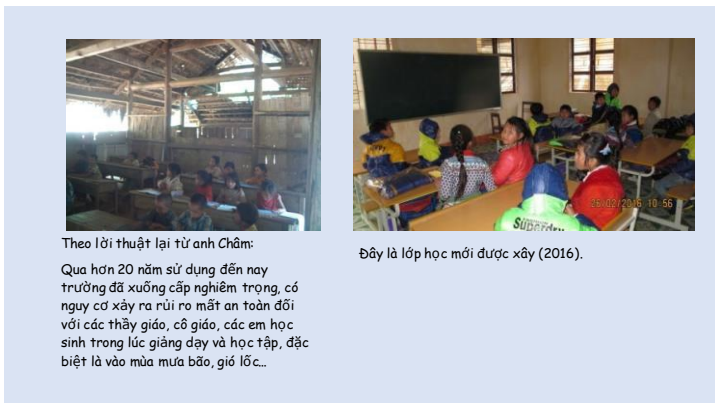 Theo lời thuật lại từ anh Châm:
Qua hơn 20 năm sử dụng đến nay
trường đã xuống cấp nghiêm trọng, có
nguy cơ xảy ra rủi ro mất an toàn đối
với các thầy giáo, cô giáo, các em học
sinh trong lúc giảng dạy và học tập, đặc
biệt là vào mùa mưa bão, gió lốc...
Superdry
26/02/2016 10:56
Đây là lớp học mới được xây (2016).